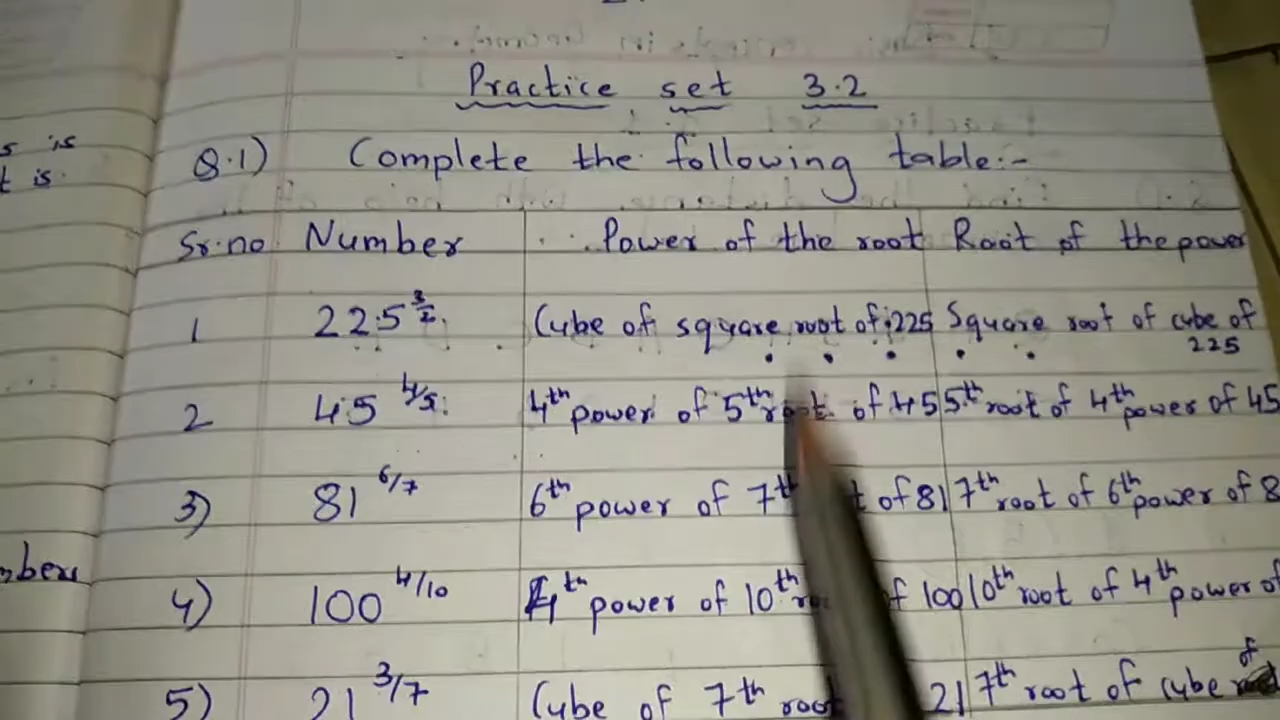 s is
t is
mbers
Practice set 3.2
Q.1) Complete the following table:-
Sr.no Number Power of the root Root of the power
1 225 3/2 Cube of square root of 225 Square root of cube of 225
2 45 4/5 4th power of 5th root of 45 5th root of 4th power of 45
3) 81 6/7 6th power of 7th of 81 7th root of 6th power of 8
4) 100 4/10 4th power of 10th of 100 10th root of 4th power of
5) 21 3/7 Cube of 7th root 21 7th root of cube of